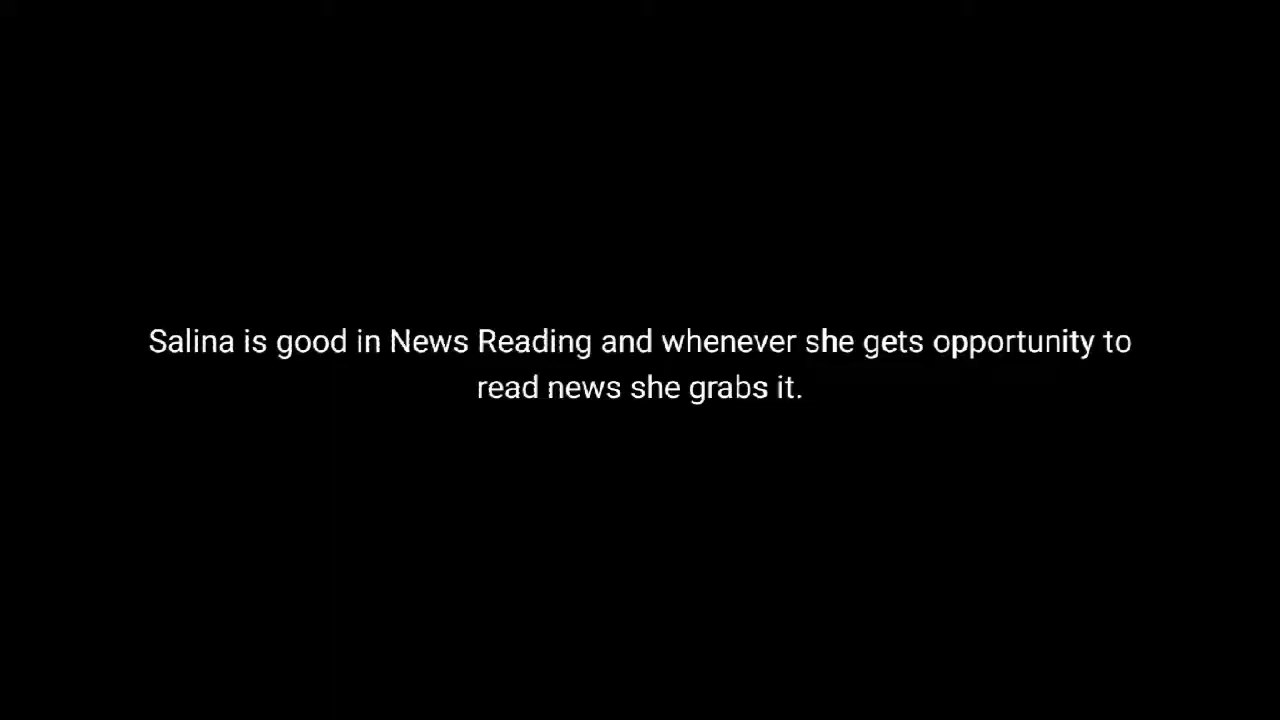 Salina is good in News Reading and whenever she gets opportunity to
read news she grabs it.